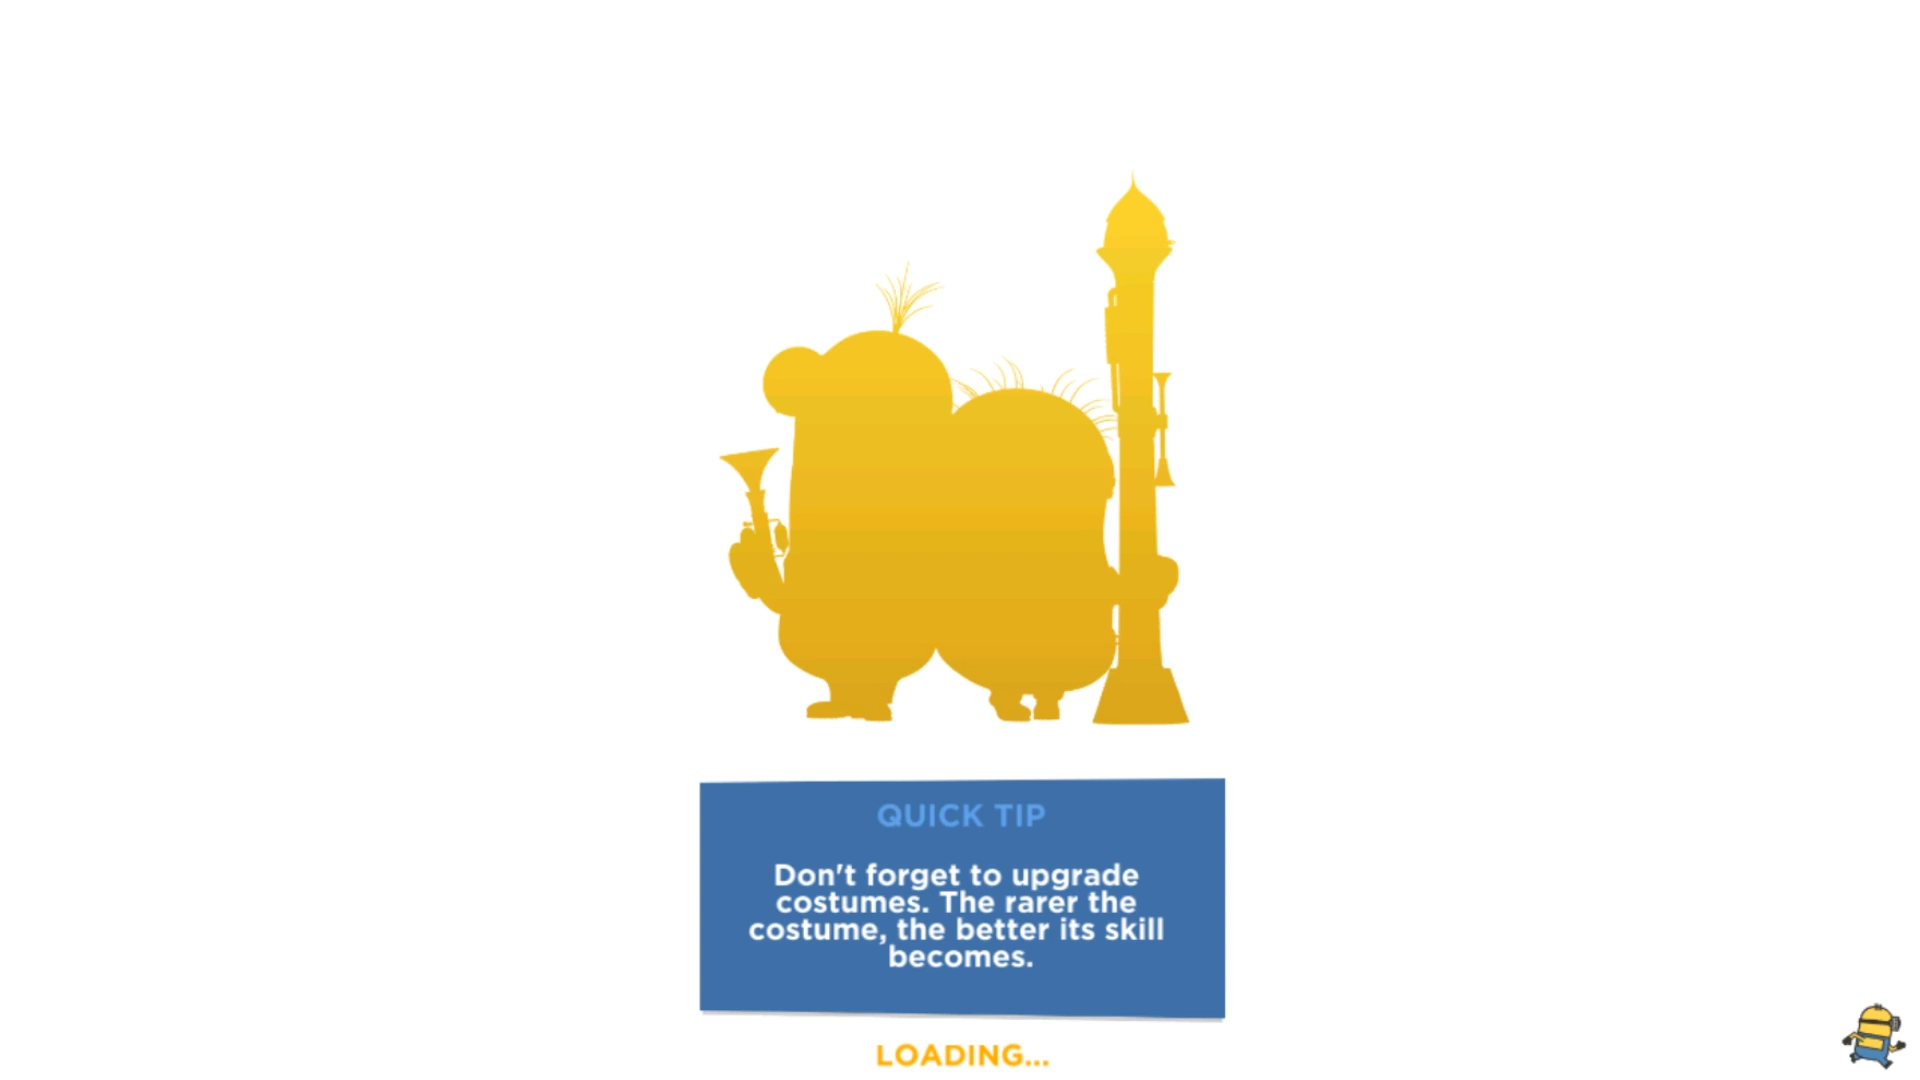 QUICK TIP
Don't forget to upgrade
costumes. The rarer the
costume, the better its skill
becomes.
LOADING...